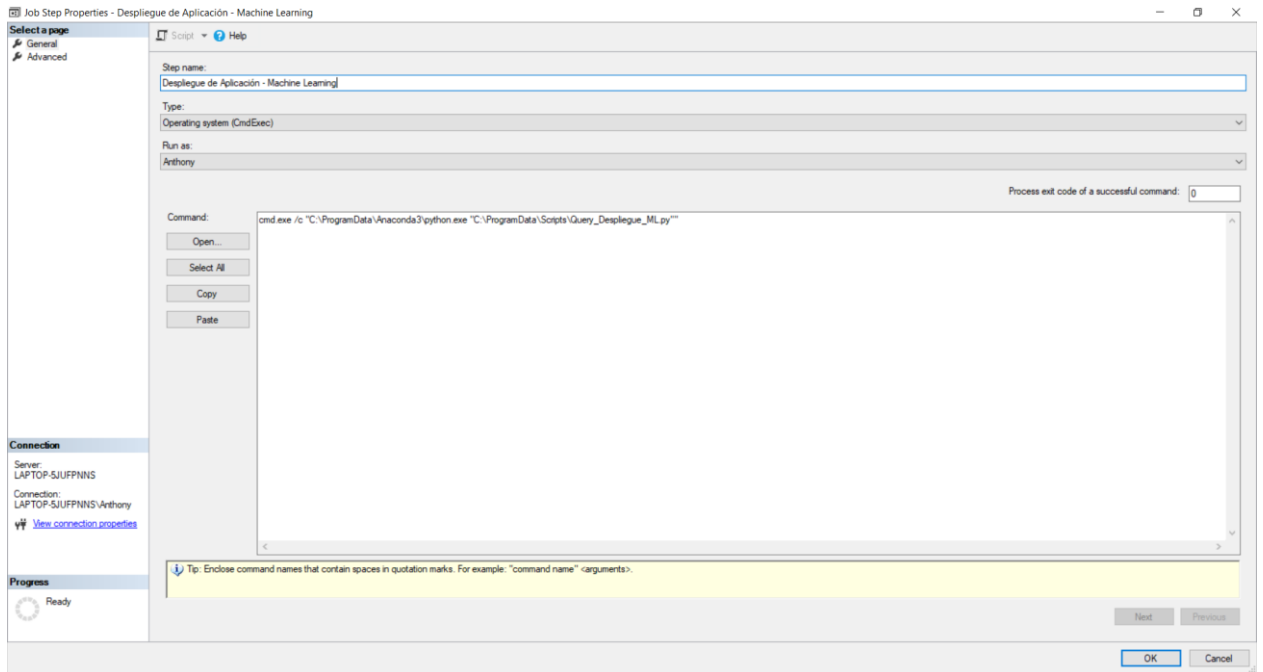 Job Step Properties - Despliegue de Aplicación - Machine Learning
Select a page
General
Advanced
Script
Help
Step name:
Despliegue de Aplicación - Machine Learning
Type:
Operating system (CmdExec)
Run as:
Anthony
Process exit code of a successful command: 0
Command:
cmd.exe /c "C:\ProgramData\Anaconda3\python.exe "C:\ProgramData\Scripts\Query_Despliegue_ML.py""
Open...
Select All
Copy
Paste
Connection
Server:
LAPTOP-5JUFPNNS
Connection:
LAPTOP-5JUFPNNS\Anthony
View connection properties
Progress
Ready
Tip: Enclose command names that contain spaces in quotation marks. For example: "command name" <arguments>.
Next
Previous
OK
Cancel